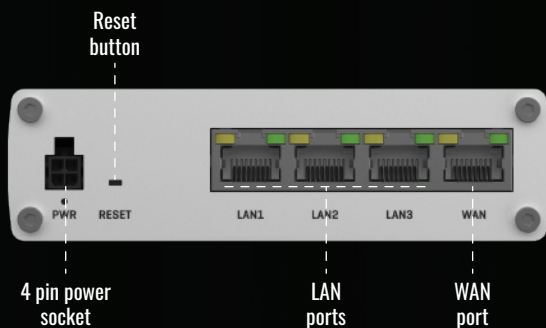 Reset
button
PWR
RESET
LAN1
LAN2
LAN3
WAN
4 pin power
socket
LAN
ports
WAN
port